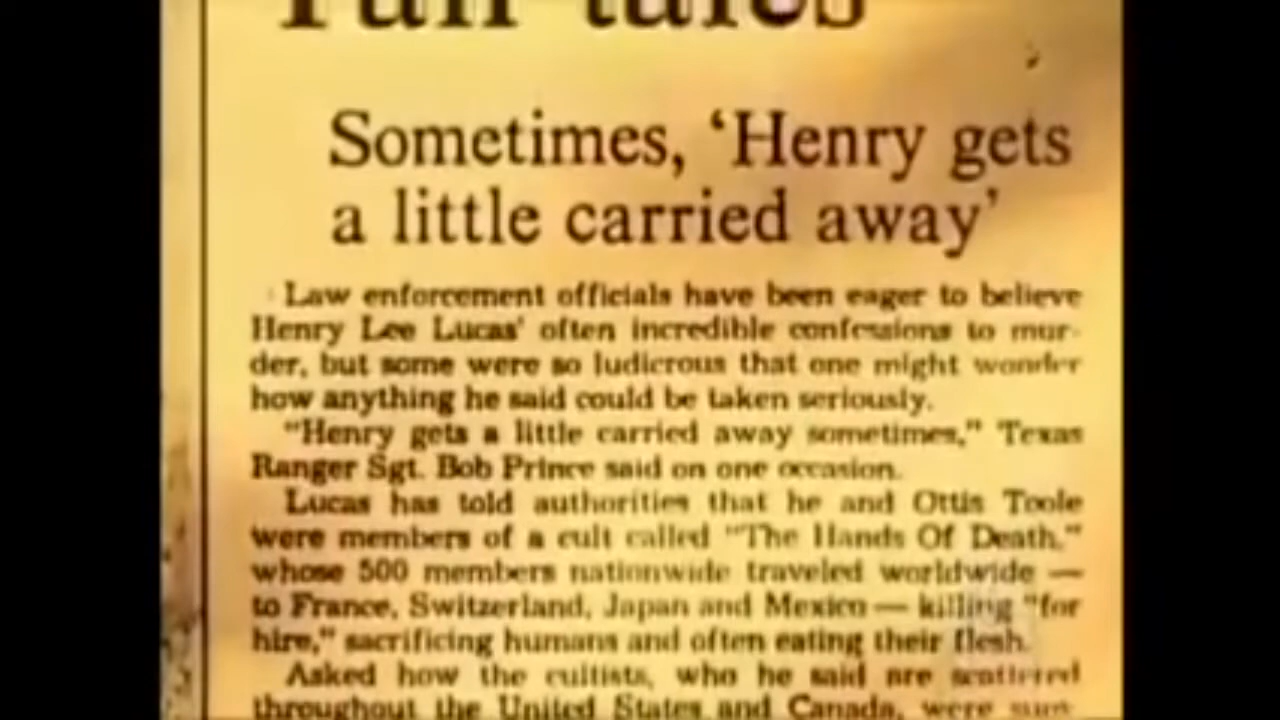 Tall tales
Sometimes, ‘Henry gets
a little carried away’
Law enforcement officials have been eager to believe
Henry Lee Lucas’ often incredible confessions to mur-
der, but some were so ludicrous that one might wonder
how anything he said could be taken seriously.
“Henry gets a little carried away sometimes,” Texas
Ranger Sgt. Bob Prince said on one occasion.
Lucas has told authorities that he and Ottis Toole
were members of a cult called “The Hands Of Death,”
whose 500 members nationwide traveled worldwide —
to France, Switzerland, Japan and Mexico — killing “for
hire,” sacrificing humans and often eating their flesh.
Asked how the cultists, who he said are scattered
throughout the United States and Canada, were